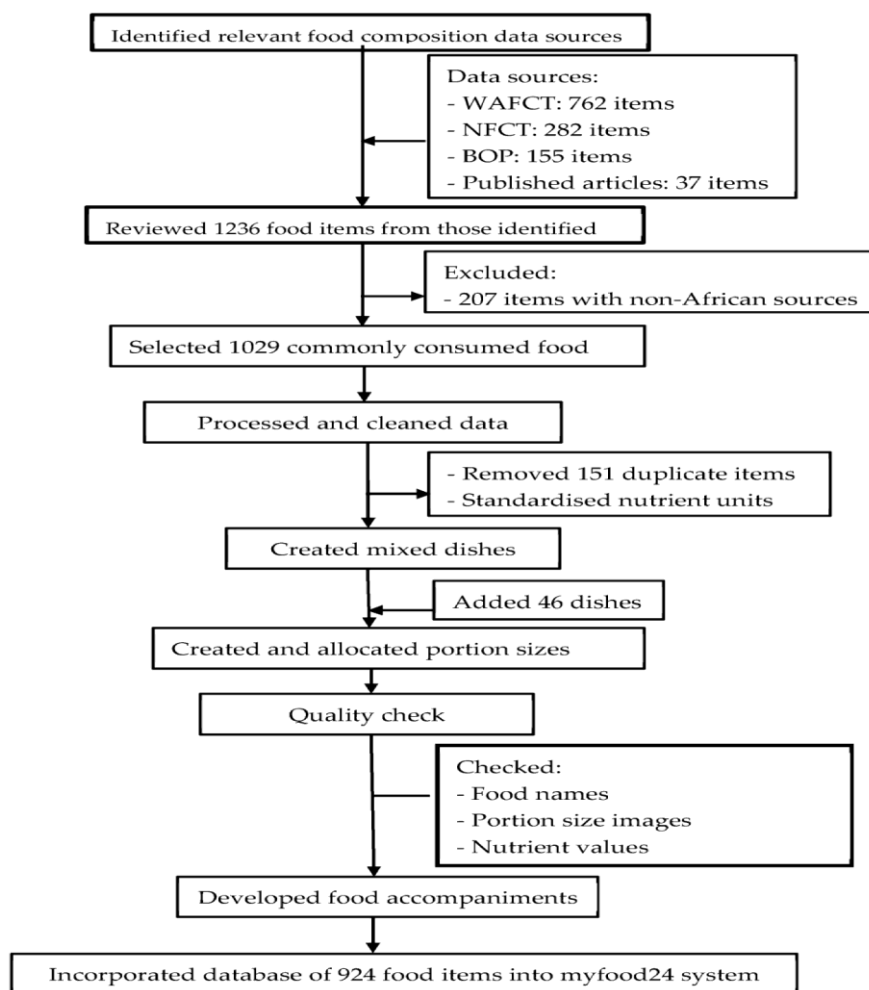 Identified relevant food composition data sources
Data sources:
- WAFCT: 762 items
- NFCT: 282 items
- BOP: 155 items
- Published articles: 37 items
Reviewed 1236 food items from those identified
Excluded:
- 207 items with non-African sources
Selected 1029 commonly consumed food
Processed and cleaned data
- Removed 151 duplicate items
- Standardised nutrient units
Created mixed dishes
Added 46 dishes
Created and allocated portion sizes
Quality check
Checked:
- Food names
- Portion size images
- Nutrient values
Developed food accompaniments
Incorporated database of 924 food items into myfood24 system